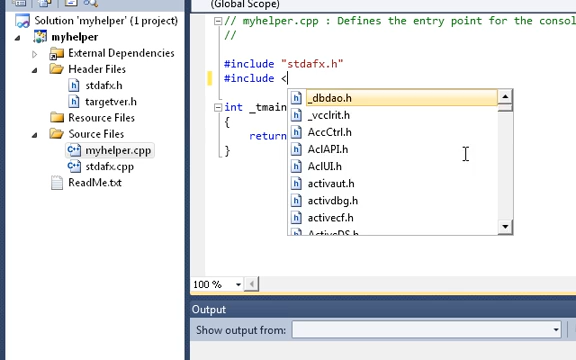 (Global Scope)
Solution 'myhelper' (1 project)
myhelper
External Dependencies
Header Files
stdafx.h
targetver.h
Resource Files
Source Files
myhelper.cpp
stdafx.cpp
ReadMe.txt
// myhelper.cpp : Defines the entry point for the consol
//
#include "stdafx.h"
#include <
int _tmain
{
return
}
_dbdao.h
_vcclrit.h
AccCtrl.h
AclAPI.h
AclUI.h
activaut.h
activdbg.h
activecf.h
ActiveDS.h
100 %
Output
Show output from: